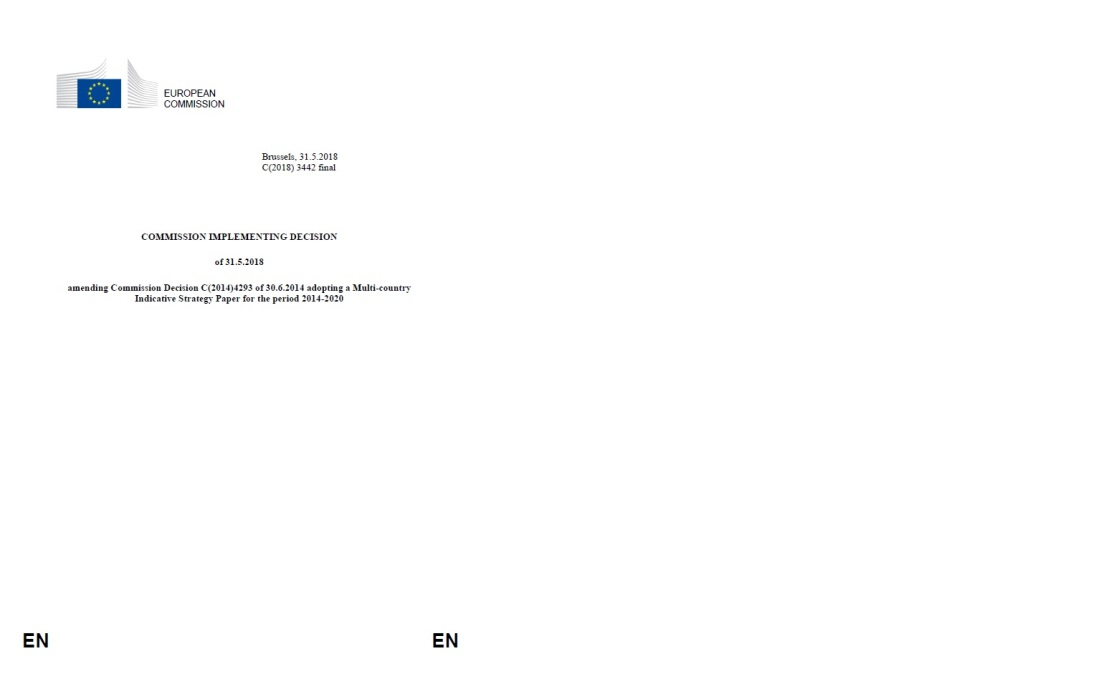 EUROPEAN
COMMISSION
Brussels, 31.5.2018
C(2018) 3442 final
COMMISSION IMPLEMENTING DECISION
of 31.5.2018
amending Commission Decision C(2014)4293 of 30.6.2014 adopting a Multi-country
Indicative Strategy Paper for the period 2014-2020
EN EN